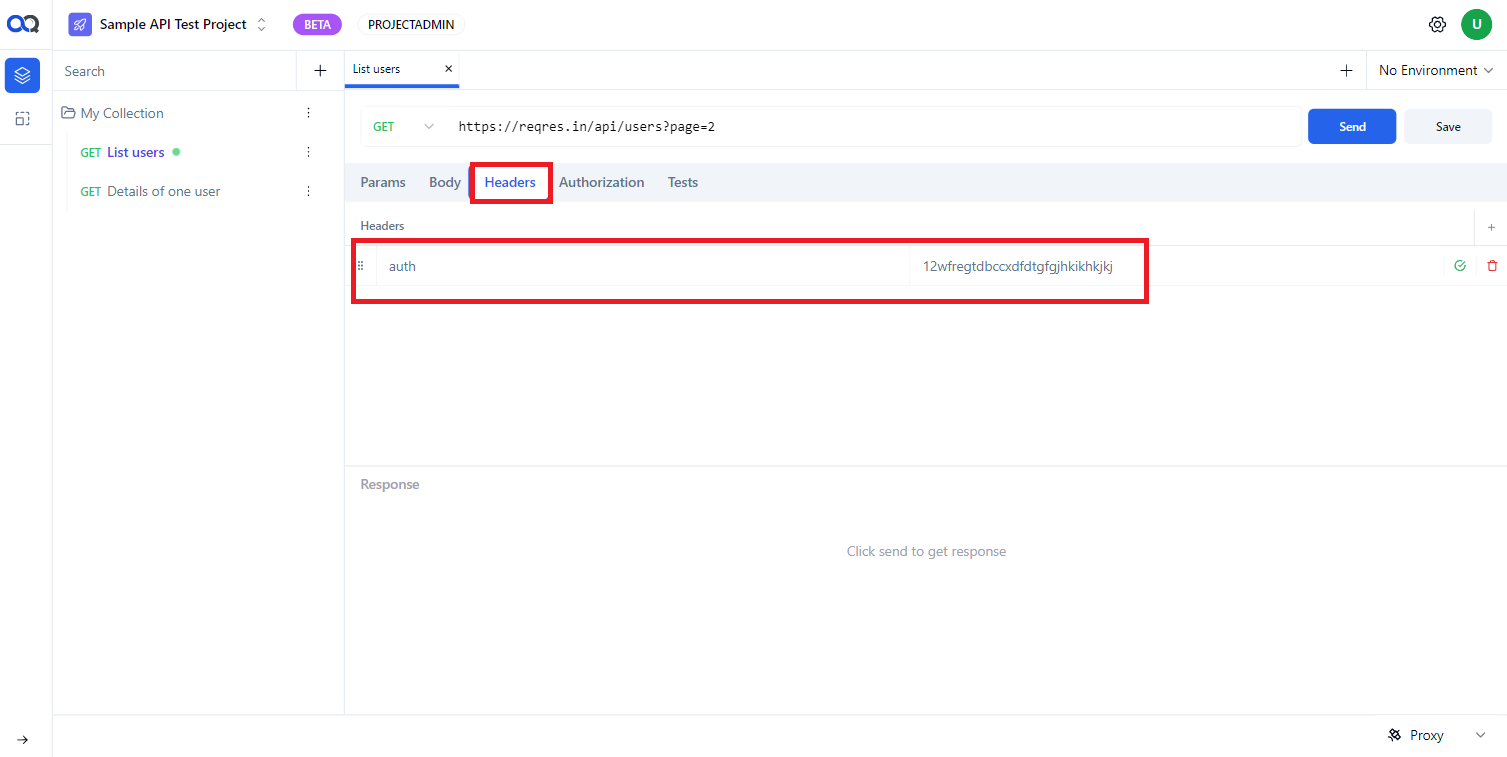 Sample API Test Project
BETA
PROJECTADMIN
U
Search
List users
No Environment
My Collection
GET List users
GET Details of one user
GET
https://reqres.in/api/users?page=2
Send
Save
Params
Body
Headers
Authorization
Tests
Headers
auth
12wfregtdbccxdfdtgfgjhkikhkjkj
Response
Click send to get response
Proxy